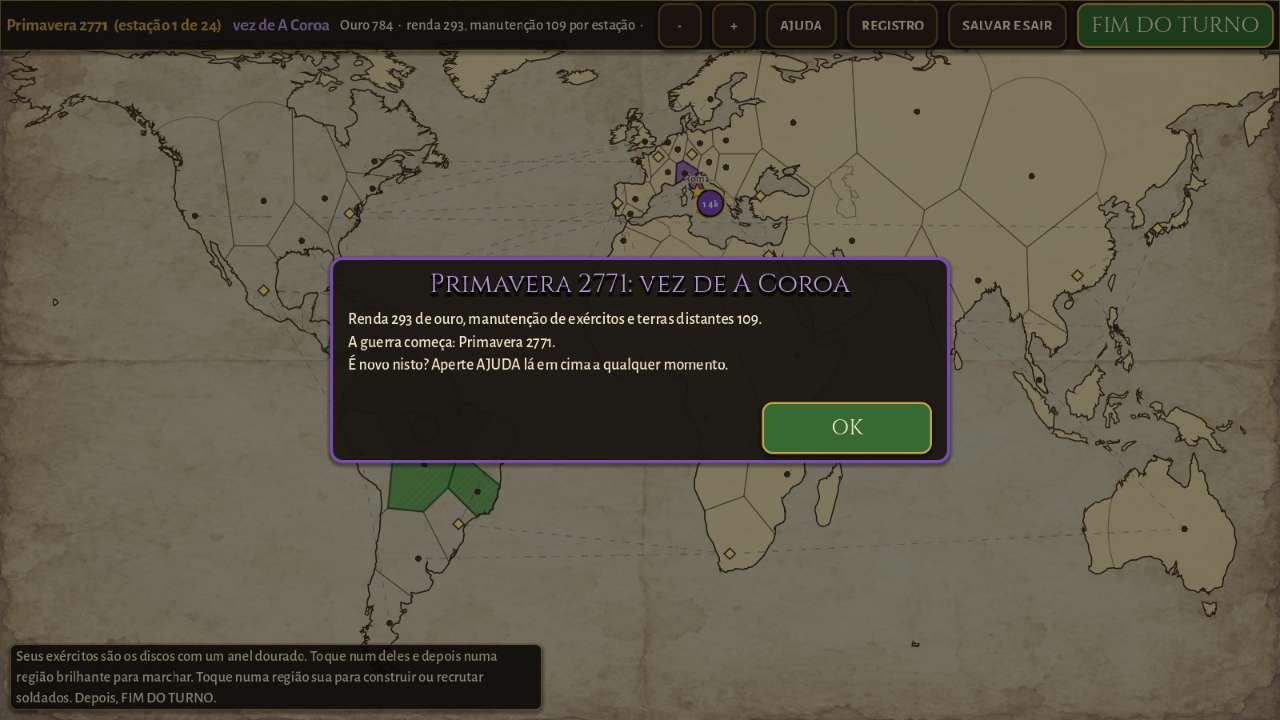 Primavera 2771 (estação 1 de 24) vez de A Coroa Ouro 784 · renda 293, manutenção 109 por estação ·
- + AJUDA REGISTRO SALVAR E SAIR FIM DO TURNO
1.4k
Primavera 2771: vez de A Coroa
Renda 293 de ouro, manutenção de exércitos e terras distantes 109.
A guerra começa: Primavera 2771.
É novo nisto? Aperte AJUDA lá em cima a qualquer momento.
OK
Seus exércitos são os discos com um anel dourado. Toque num deles e depois numa
região brilhante para marchar. Toque numa região sua para construir ou recrutar
soldados. Depois, FIM DO TURNO.